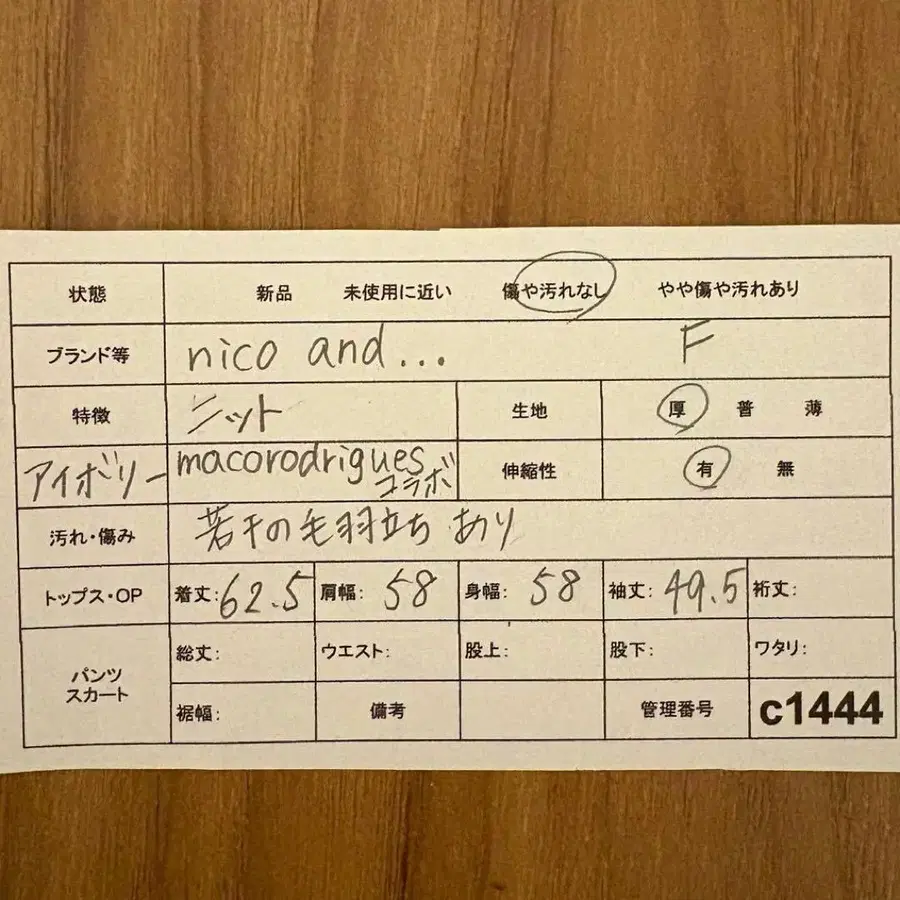 状態 新品 未使用に近い 傷や汚れなし やや傷や汚れあり
ブランド等 nico and... F
特徴 ニット 生地 厚 普 薄
アイボリー macorodrigues コラボ 伸縮性 有 無
汚れ・傷み 若干の毛羽立ちあり
トップス・OP 着丈: 62.5 肩幅: 58 身幅: 58 袖丈: 49.5 裄丈:
パンツ スカート 総丈: ウエスト: 股上: 股下: ワタリ:
裾幅: 備考 管理番号 c1444